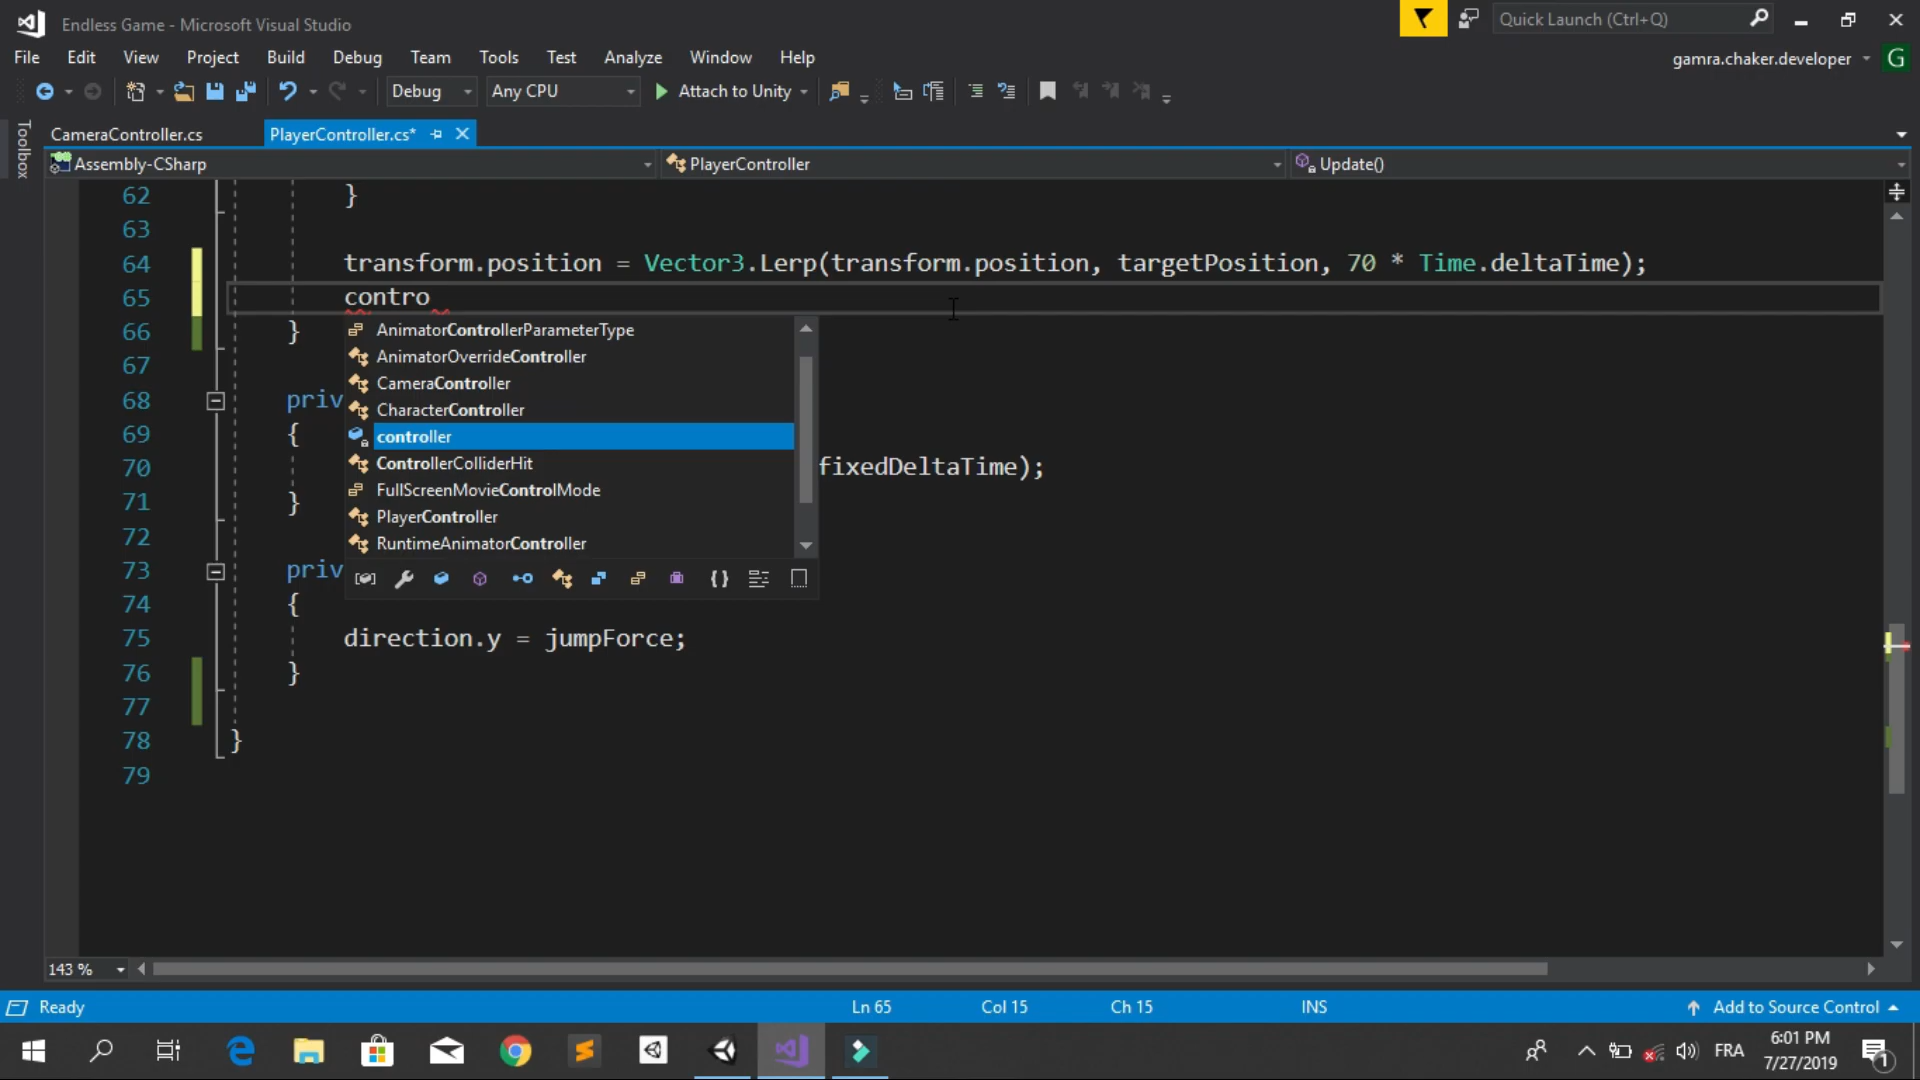 Endless Game - Microsoft Visual Studio
Quick Launch (Ctrl+Q)
File Edit View Project Build Debug Team Tools Test Analyze Window Help
gamra.chaker.developer G
Debug Any CPU Attach to Unity
Toolbox
CameraController.cs PlayerController.cs*
Assembly-CSharp PlayerController Update()
62 }
63
64 transform.position = Vector3.Lerp(transform.position, targetPosition, 70 * Time.deltaTime);
65 contro
66 }
AnimatorControllerParameterType
AnimatorOverrideController
67
CameraController
68 priv
CharacterController
69 {
controller
ControllerColliderHit
70 fixedDeltaTime);
FullScreenMovieControlMode
71 }
PlayerController
72
RuntimeAnimatorController
73 priv
74 {
75 direction.y = jumpForce;
76 }
77
78 }
79
143 %
Ready Ln 65 Col 15 Ch 15 INS Add to Source Control
FRA
6:01 PM
7/27/2019
1